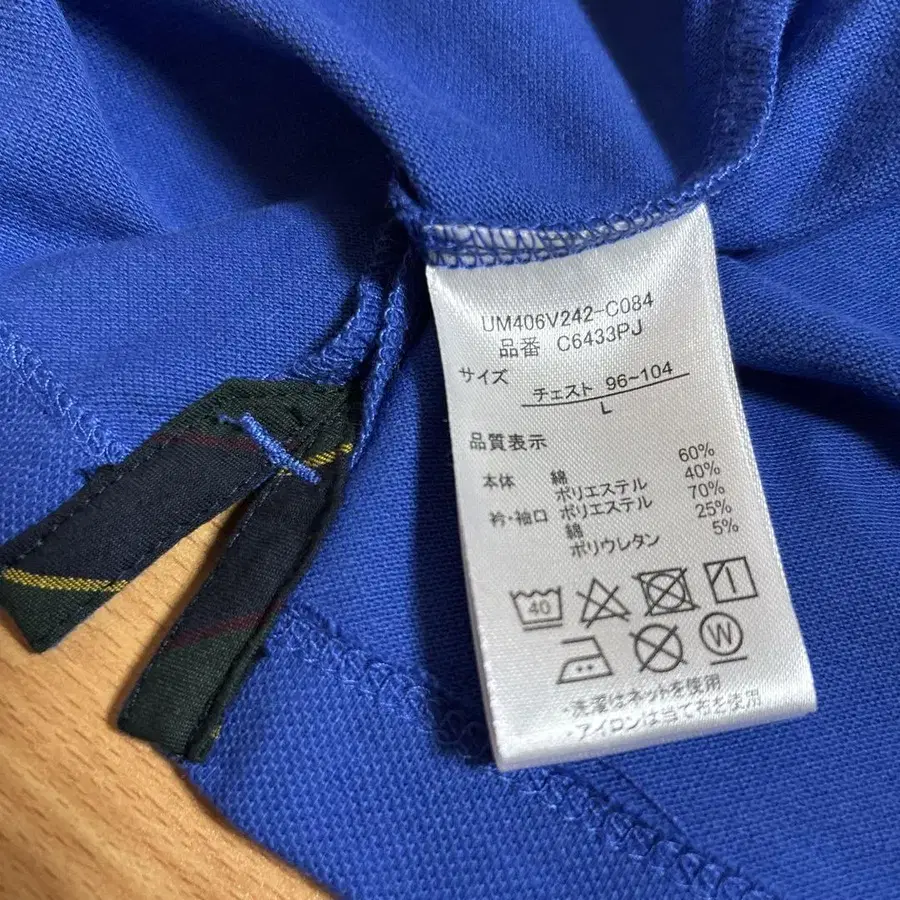 UM406V242-C084
品番 C6433PJ
サイズ
チェスト 96-104
L
品質表示
本体 綿 60%
ポリエステル 40%
衿・袖口 ポリエステル 70%
綿 25%
ポリウレタン 5%
40
W
・洗濯はネットを使用
・アイロンは当て布を使用